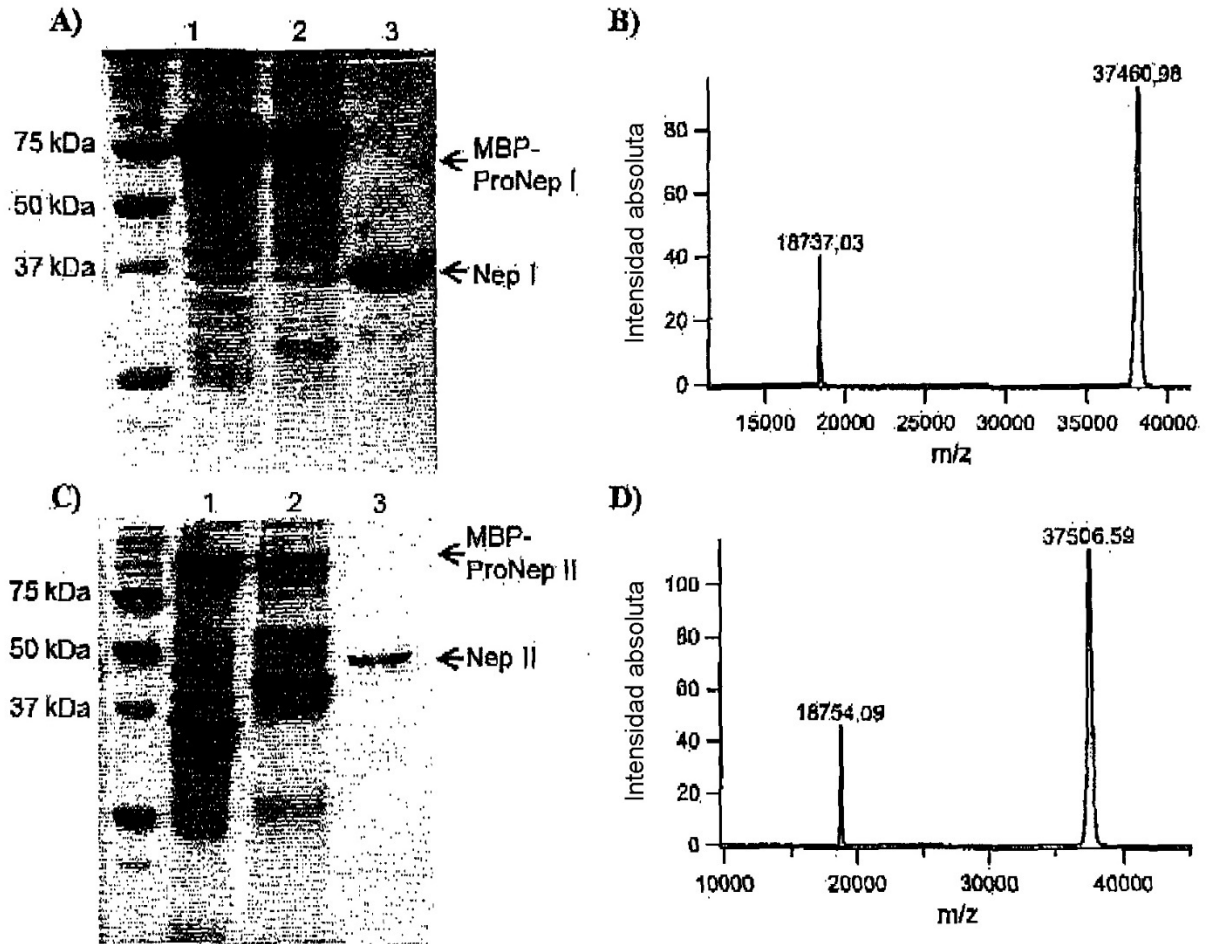 A)
1 2 3
75 kDa
50 kDa
37 kDa
MBP-
ProNep I
Nep I
B)
37460,98
18737,03
Intensidad absoluta
80
60
40
20
0
15000 20000 25000 30000 35000 40000
m/z
C)
1 2 3
75 kDa
50 kDa
37 kDa
MBP-
ProNep II
Nep II
D)
37506.59
18754,09
Intensidad absoluta
100
80
60
40
20
0
10000 20000 30000 40000
m/z